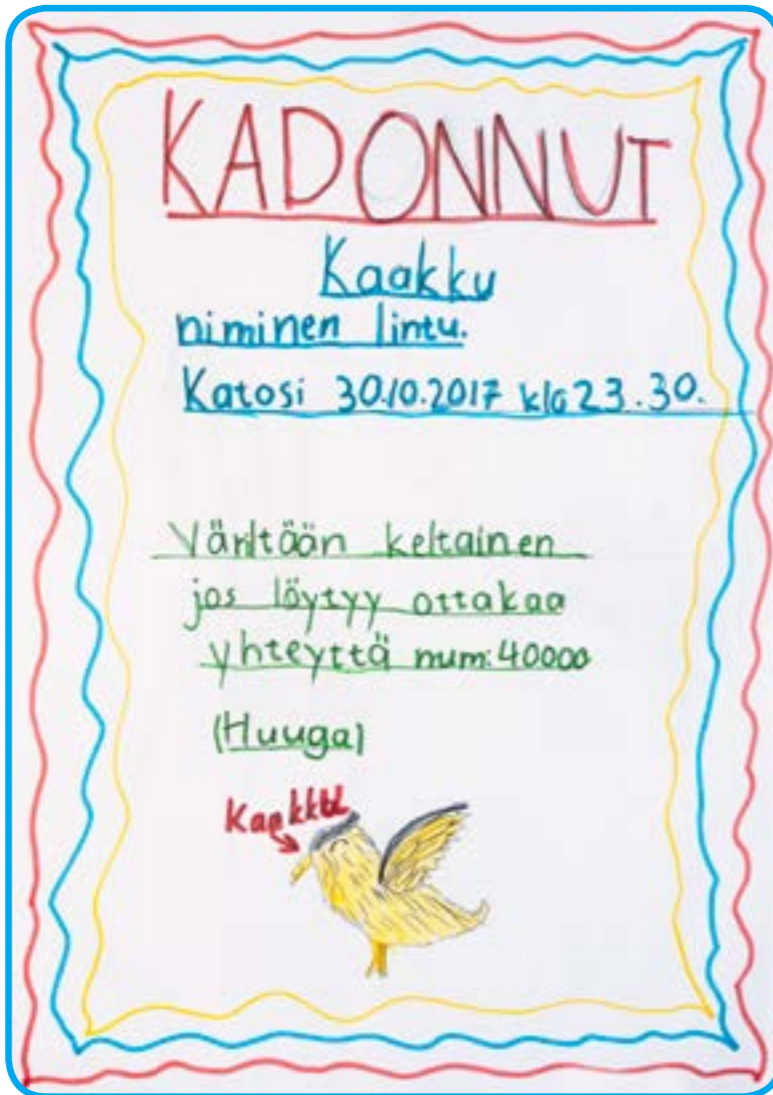 KADONNUT
Kaakku
niminen lintu.
Katosi 30.10.2017 klo 23.30.
Väriltään keltainen
jos löytyy ottakaa
yhteyttä num:40000
(Huuga)
Kaakku